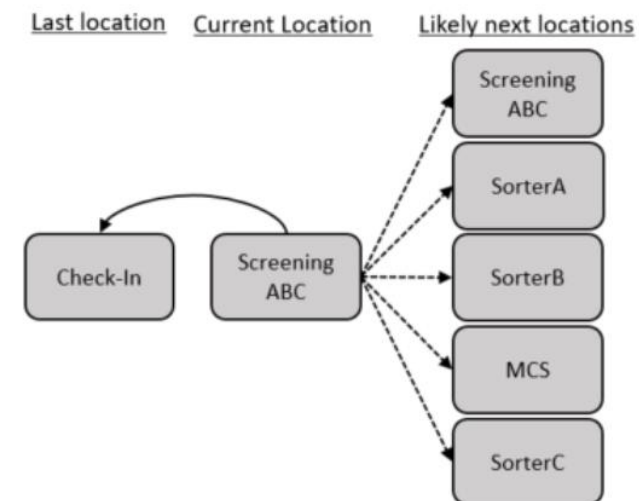 Last location
Current Location
Likely next locations
Check-In
Screening
ABC
Screening
ABC
SorterA
SorterB
MCS
SorterC